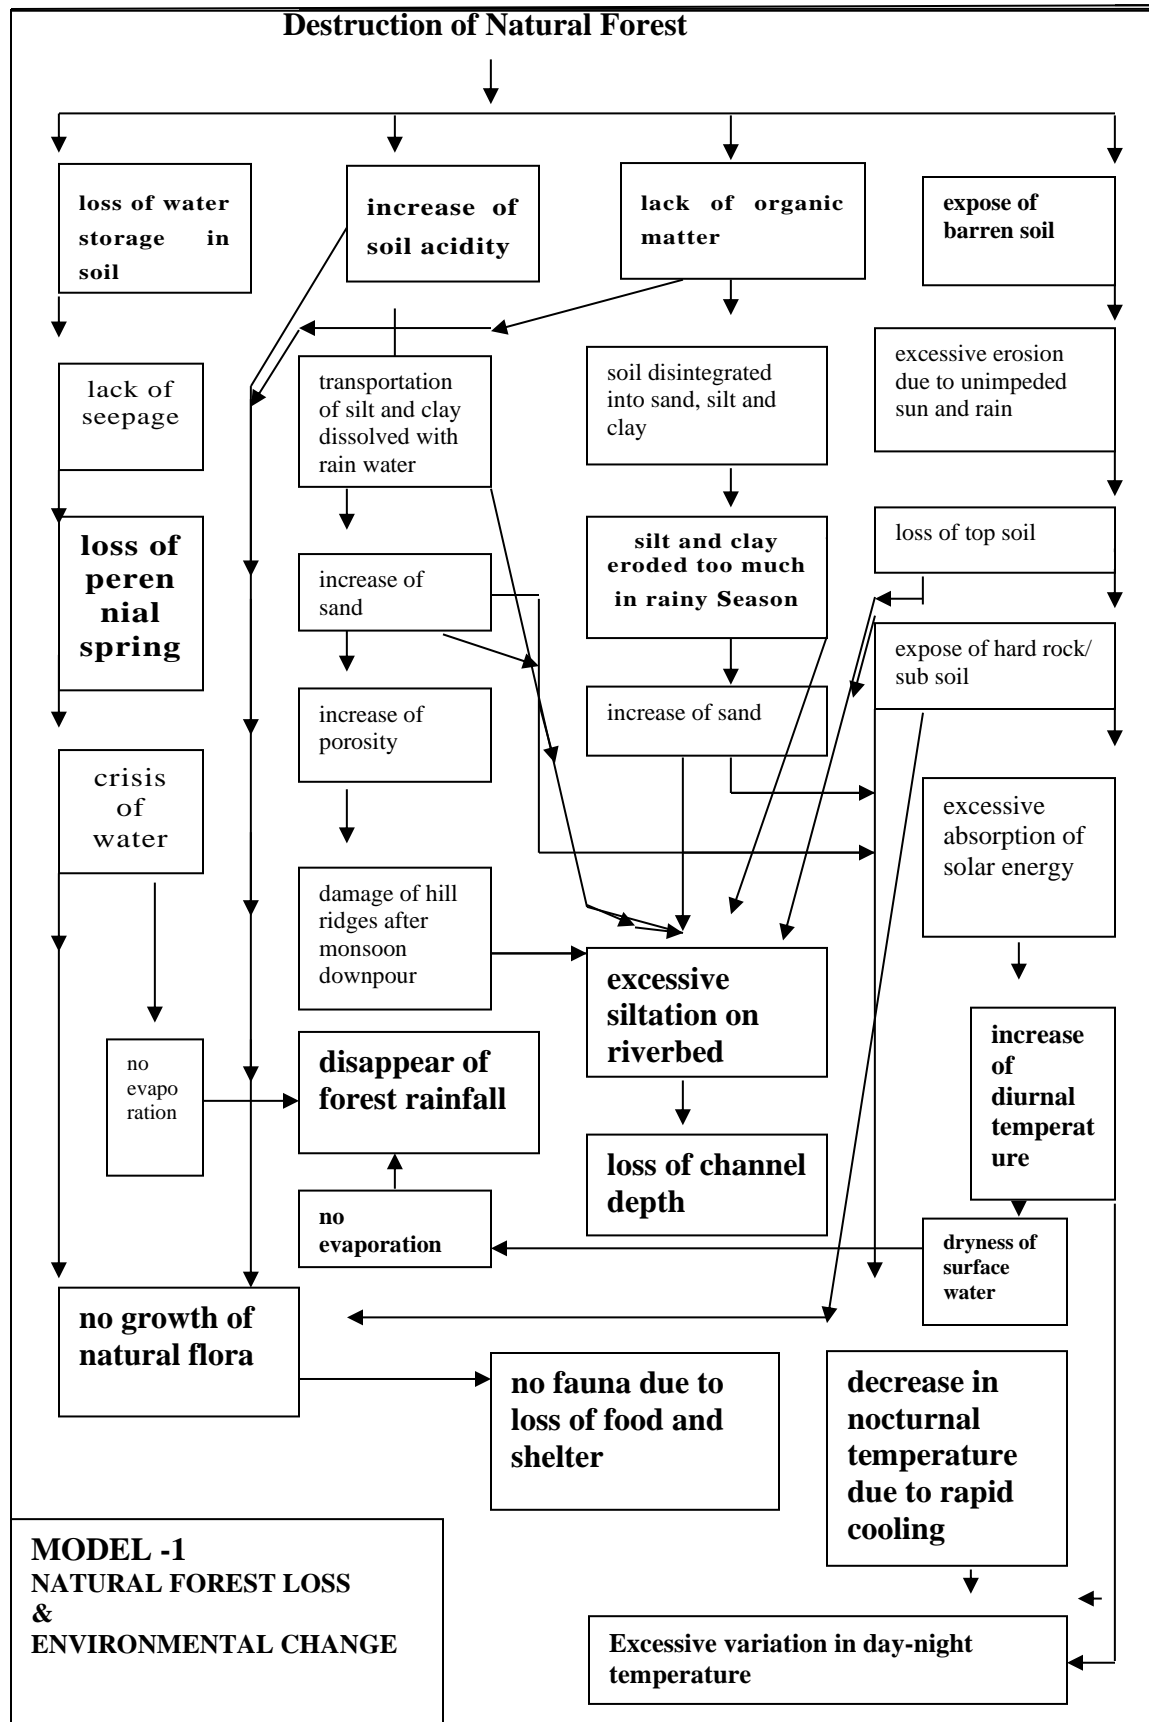 Destruction of Natural Forest
loss of water
storage in
soil
increase of
soil acidity
lack of organic
matter
expose of
barren soil
lack of
seepage
transportation
of silt and clay
dissolved with
rain water
soil disintegrated
into sand, silt and
clay
excessive erosion
due to unimpeded
sun and rain
loss of
peren
nial
spring
increase of
sand
silt and clay
eroded too much
in rainy Season
loss of top soil
expose of hard rock/
sub soil
increase of
porosity
increase of sand
crisis
of
water
excessive
absorption of
solar energy
damage of hill
ridges after
monsoon
downpour
excessive
siltation on
riverbed
increase
of
diurnal
temperat
ure
no
evapo
ration
disappear of
forest rainfall
loss of channel
depth
no
evaporation
dryness of
surface
water
no growth of
natural flora
no fauna due to
loss of food and
shelter
decrease in
nocturnal
temperature
due to rapid
cooling
MODEL -1
NATURAL FOREST LOSS
&
ENVIRONMENTAL CHANGE
Excessive variation in day-night
temperature